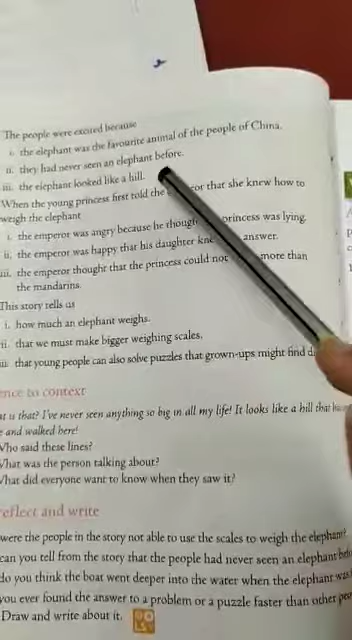 The people were excited because
i. the elephant was the favourite animal of the people of China.
ii. they had never seen an elephant before.
iii. the elephant looked like a hill.
When the young princess first told the or that she knew how to
weigh the elephant
i. the emperor was angry because he though princess was lying.
ii. the emperor was happy that his daughter kne answer.
iii. the emperor thought that the princess could not more than
the mandarins.
This story tells us
i. how much an elephant weighs.
ii. that we must make bigger weighing scales.
iii. that young people can also solve puzzles that grown-ups might find d
ence to context
at is that? I've never seen anything so big in all my life! It looks like a hill that
e and walked here!
Who said these lines?
What was the person talking about?
What did everyone want to know when they saw it?
eflect and write
were the people in the story not able to use the scales to weigh the elephant?
can you tell from the story that the people had never seen an elephant
do you think the boat went deeper into the water when the elephant was
you ever found the answer to a problem or a puzzle faster than other
Draw and write about it.